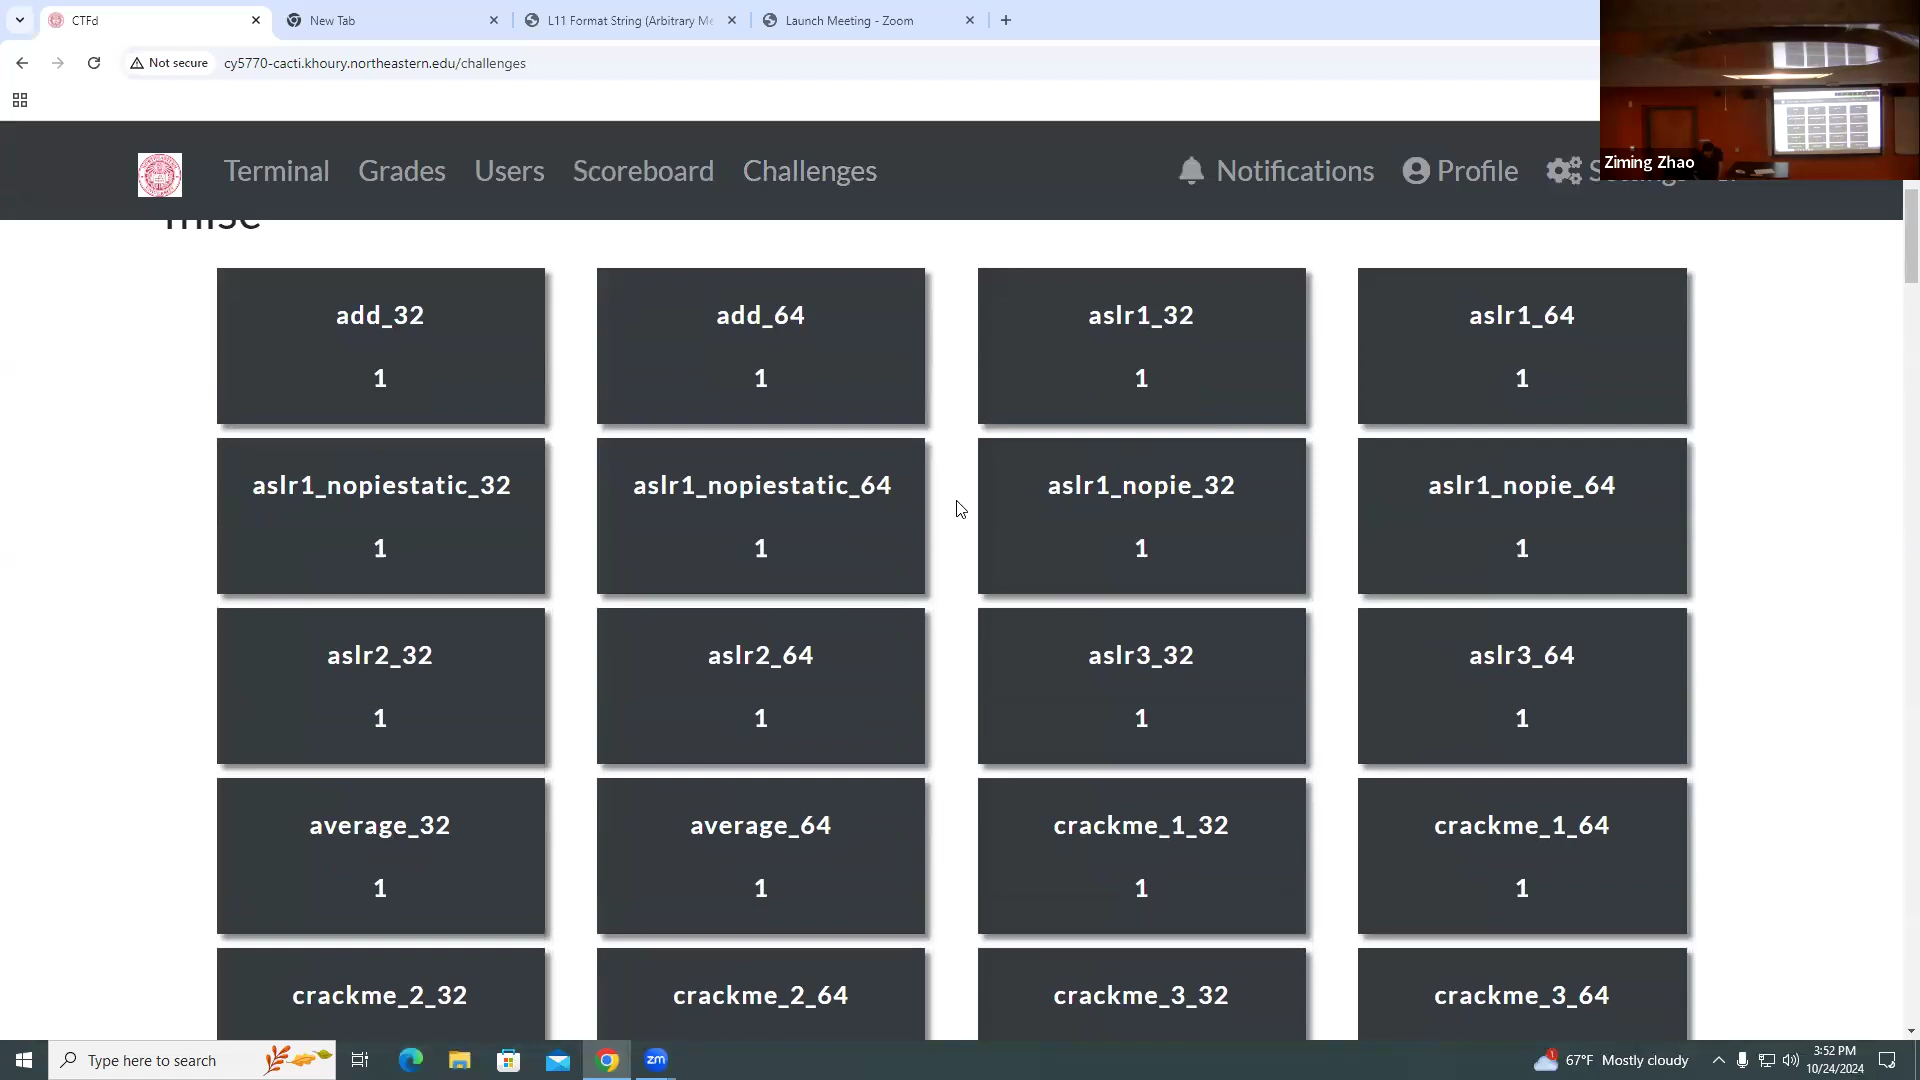 CTFd
New Tab
L11 Format String (Arbitrary Me
Launch Meeting - Zoom
Not secure
cy5770-cacti.khoury.northeastern.edu/challenges
Terminal
Grades
Users
Scoreboard
Challenges
Notifications
Profile
Ziming Zhao
misc
add_32
add_64
aslr1_32
aslr1_64
1
1
1
1
aslr1_nopiestatic_32
aslr1_nopiestatic_64
aslr1_nopie_32
aslr1_nopie_64
1
1
1
1
aslr2_32
aslr2_64
aslr3_32
aslr3_64
1
1
1
1
average_32
average_64
crackme_1_32
crackme_1_64
1
1
1
1
crackme_2_32
crackme_2_64
crackme_3_32
crackme_3_64
Type here to search
zm
1
67°F Mostly cloudy
3:52 PM
10/24/2024